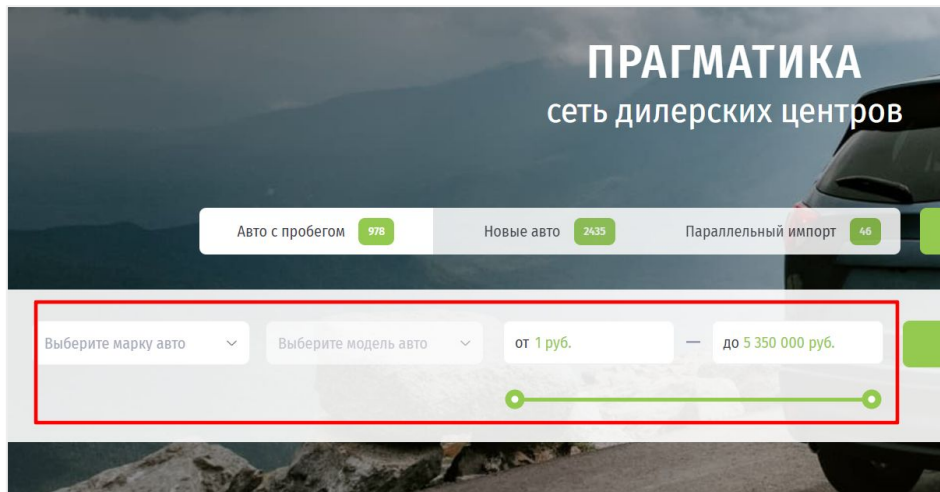 ПРАГМАТИКА
сеть дилерских центров
Авто с пробегом 978
Новые авто 2435
Параллельный импорт 46
Выберите марку авто
Выберите модель авто
от 1 руб.
—
до 5 350 000 руб.